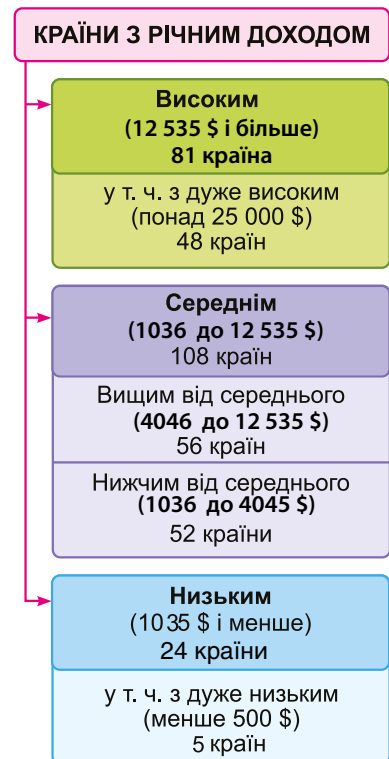 КРАЇНИ З РІЧНИМ ДОХОДОМ
Високим
(12 535 $ і більше)
81 країна
у т. ч. з дуже високим
(понад 25 000 $)
48 країн
Середнім
(1036 до 12 535 $)
108 країн
Вищим від середнього
(4046 до 12 535 $)
56 країн
Нижчим від середнього
(1036 до 4045 $)
52 країни
Низьким
(1035 $ і менше)
24 країни
у т. ч. з дуже низьким
(менше 500 $)
5 країн